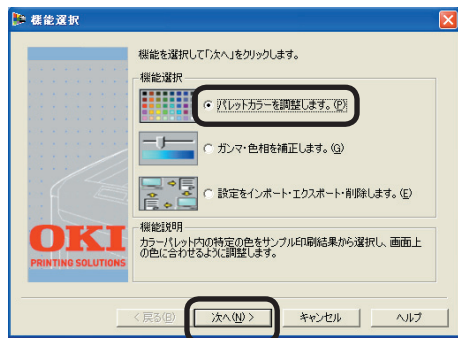 機能選択
機能を選択して「次へ」をクリックします。
機能選択
パレットカラーを調整します。(P)
ガンマ・色相を補正します。(G)
設定をインポート・エクスポート・削除します。(E)
機能説明
カラーパレット内の特定の色をサンプル印刷結果から選択し、画面上
の色に合わせるように調整します。
OKI
PRINTING SOLUTIONS
< 戻る(B)
次へ(N) >
キャンセル
ヘルプ